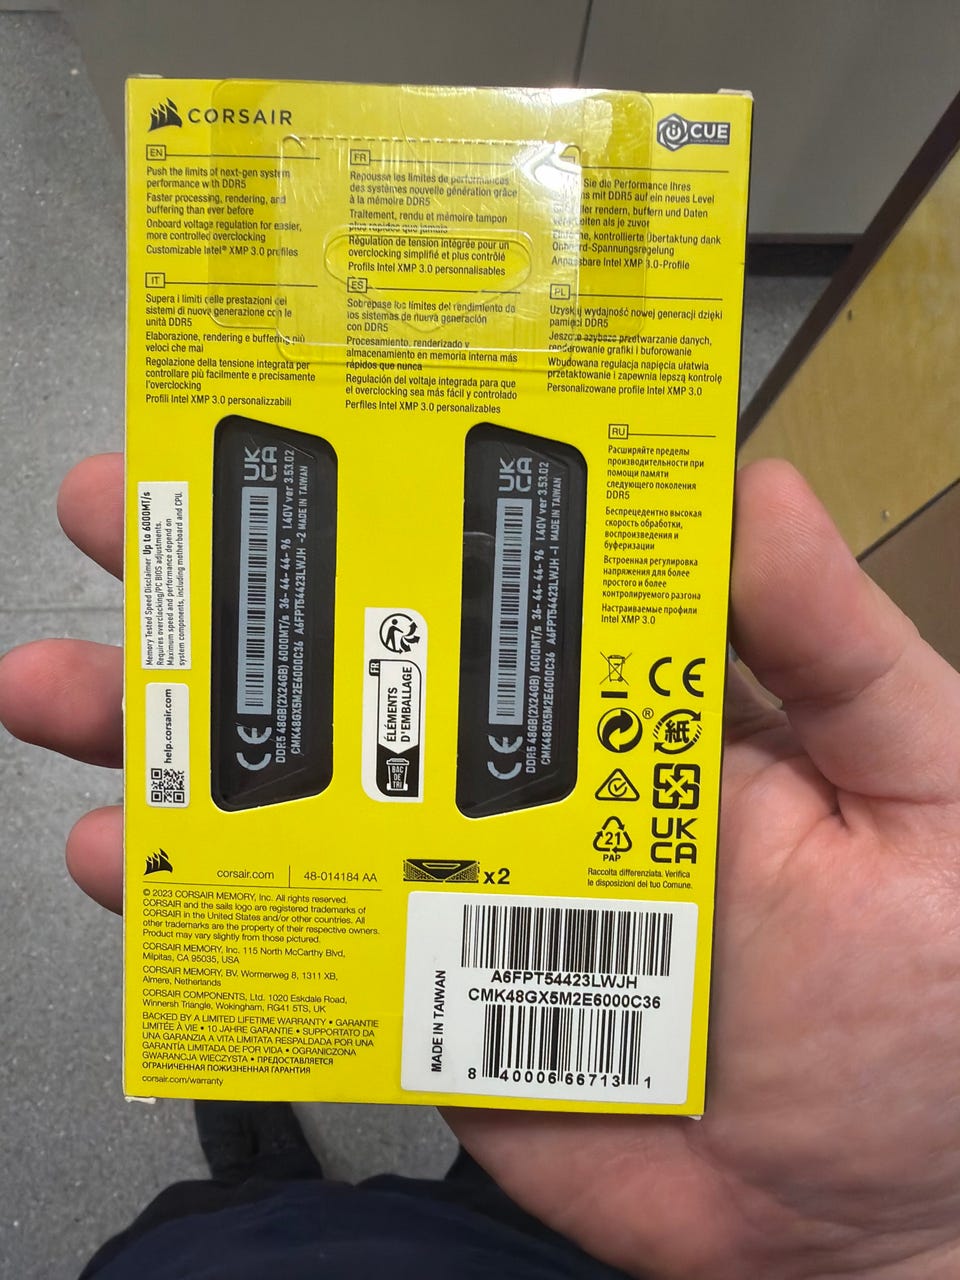 CORSAIR
iCUE
EN
Push the limits of next-gen system
performance with DDR5
Faster processing, rendering, and
buffering than ever before
Onboard voltage regulation for easier,
more controlled overclocking
Customizable Intel® XMP 3.0 profiles
FR
Repousse les limites de performances
des systèmes nouvelle génération grâce
à la mémoire DDR5
Traitement, rendu et mémoire tampon
plus rapides que jamais
Régulation de tension intégrée pour un
overclocking simplifié et plus contrôlé
Profils Intel XMP 3.0 personnalisables
Sie die Performance Ihres
mit DDR5 auf ein neues Level
rendern, buffern und Daten
als je zuvor
kontrollierte Übertaktung dank
Onboard-Spannungsregelung
Anpassbare Intel XMP 3.0-Profile
IT
Supera i limiti delle prestazioni dei
sistemi di nuova generazione con le
unità DDR5
Elaborazione, rendering e buffering più
veloci che mai
Regolazione della tensione integrata per
controllare più facilmente e precisamente
l'overclocking
Profili Intel XMP 3.0 personalizzabili
ES
Sobrepase los límites del rendimiento de
los sistemas de nueva generación
con DDR5
Procesamiento, renderizado y
almacenamiento en memoria interna más
rápidos que nunca
Regulación del voltaje integrada para que
el overclocking sea más fácil y controlado
Perfiles Intel XMP 3.0 personalizables
PL
Uzyskaj wydajność nowej generacji dzięki
pamięci DDR5
Jeszcze szybsze przetwarzanie danych,
renderowanie grafiki i buforowanie
Wbudowana regulacja napięcia ułatwia
przetaktowanie i zapewnia lepszą kontrolę
Personalizowane profile Intel XMP 3.0
RU
Расширяйте пределы
производительности при
помощи памяти
следующего поколения
DDR5
Беспрецедентно высокая
скорость обработки,
воспроизведения и
буферизации
Встроенная регулировка
напряжения для более
простого и более
контролируемого разгона
Настраиваемые профили
Intel XMP 3.0
Memory Tested Speed Disclaimer Up to 6000MT/s
Requires overclocking/PC BIOS adjustments.
Maximum speed and performance depend on
system components, including motherboard and CPU.
help.corsair.com
CE
UKCA
DDR5 48GB(2X24GB) 6000MT/s 36-44-44-96 1.40V ver 3.53.02
CMK48GX5M2E6000C36 A6FPT54423LWJH -2 MADE IN TAIWAN
FR
ÉLÉMENTS
D'EMBALLAGE
BAC
DE
TRI
CE
UKCA
DDR5 48GB(2X24GB) 6000MT/s 36-44-44-96 1.40V ver 3.53.02
CMK48GX5M2E6000C36 A6FPT54423LWJH -1 MADE IN TAIWAN
CE
®
紙
UK
CA
21
PAP
Raccolta differenziata. Verifica
le disposizioni del tuo Comune.
corsair.com
48-014184 AA
x2
© 2023 CORSAIR MEMORY, Inc. All rights reserved.
CORSAIR and the sails logo are registered trademarks of
CORSAIR in the United States and/or other countries. All
other trademarks are the property of their respective owners.
Product may vary slightly from those pictured.
CORSAIR MEMORY, Inc. 115 North McCarthy Blvd,
Milpitas, CA 95035, USA
CORSAIR MEMORY, BV. Wormerweg 8, 1311 XB,
Almere, Netherlands
CORSAIR COMPONENTS, Ltd. 1020 Eskdale Road,
Winnersh Triangle, Wokingham, RG41 5TS, UK
BACKED BY A LIMITED LIFETIME WARRANTY • GARANTIE
LIMITÉE À VIE • 10 JAHRE GARANTIE • SUPPORTATO DA
UNA GARANZIA A VITA LIMITATA RESPALDADA POR UNA
GARANTÍA LIMITADA DE POR VIDA • OGRANICZONA
GWARANCJA WIECZYSTA • ПРЕДОСТАВЛЯЕТСЯ
ОГРАНИЧЕННАЯ ПОЖИЗНЕННАЯ ГАРАНТИЯ
corsair.com/warranty
MADE IN TAIWAN
A6FPT54423LWJH
CMK48GX5M2E6000C36
8 40006 66713 1